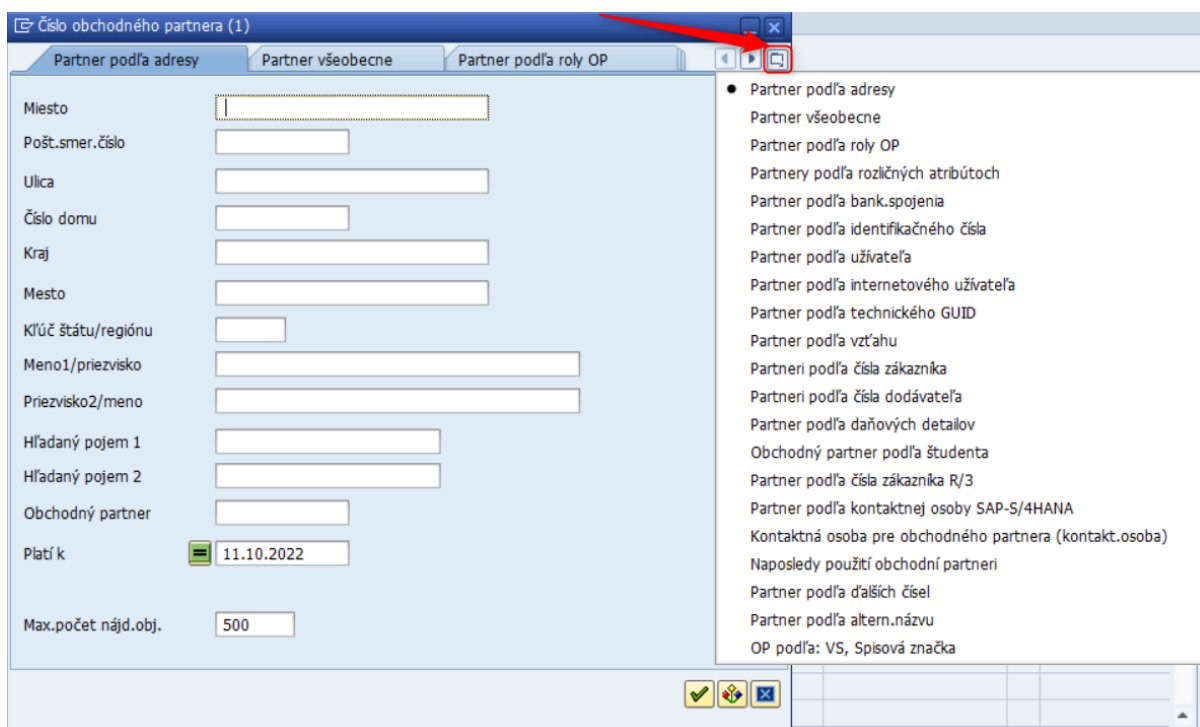 Číslo obchodného partnera (1)
Partner podľa adresy
Partner všeobecne
Partner podľa roly OP
Miesto
Pošt.smer.číslo
Ulica
Číslo domu
Kraj
Mesto
Kľúč štátu/regiónu
Meno1/priezvisko
Priezvisko2/meno
Hľadaný pojem 1
Hľadaný pojem 2
Obchodný partner
Platí k 11.10.2022
Max.počet nájd.obj. 500
Partner podľa adresy
Partner všeobecne
Partner podľa roly OP
Partnery podľa rozličných atribútoch
Partner podľa bank.spojenia
Partner podľa identifikačného čísla
Partner podľa užívateľa
Partner podľa internetového užívateľa
Partner podľa technického GUID
Partner podľa vzťahu
Partneri podľa čísla zákazníka
Partneri podľa čísla dodávateľa
Partner podľa daňových detailov
Obchodný partner podľa študenta
Partner podľa čísla zákazníka R/3
Partner podľa kontaktnej osoby SAP-S/4HANA
Kontaktná osoba pre obchodného partnera (kontakt.osoba)
Naposledy použití obchodní partneri
Partner podľa ďalších čísel
Partner podľa altern.názvu
OP podľa: VS, Spisová značka